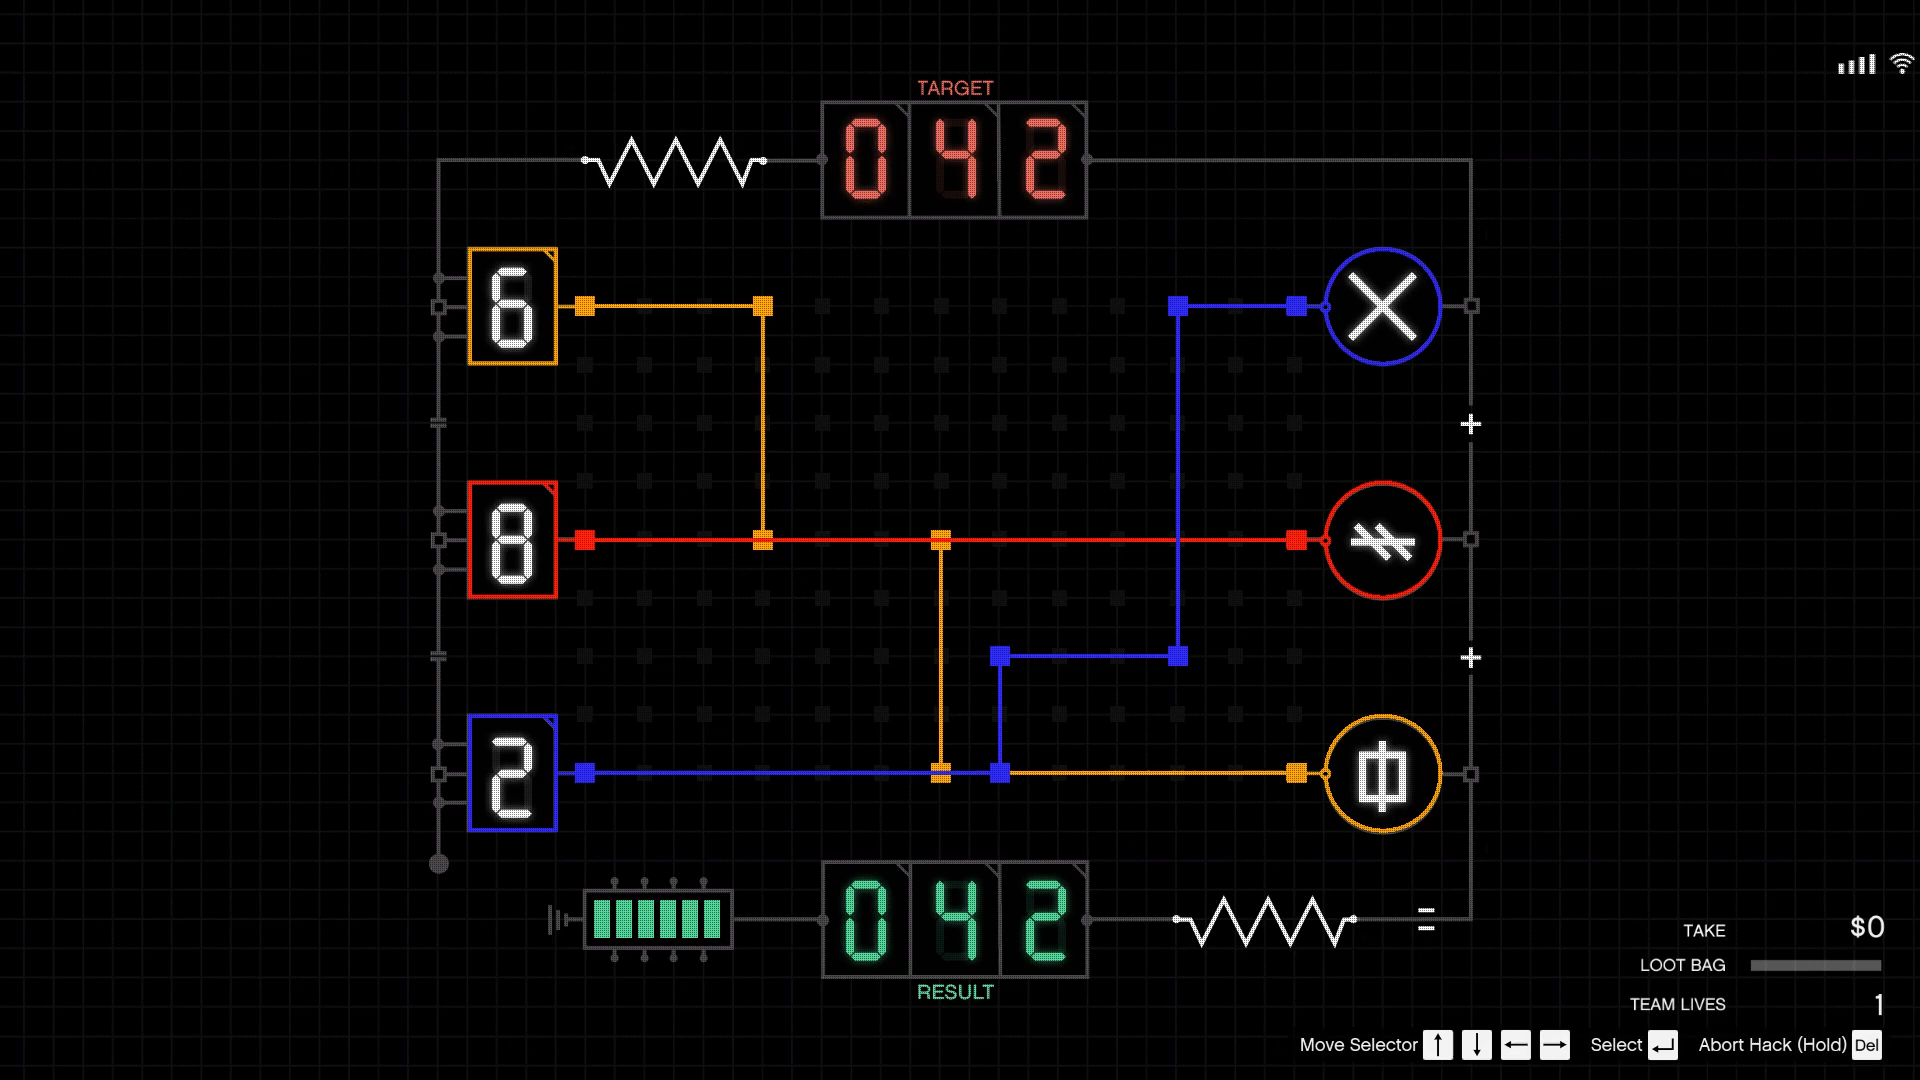 TARGET
042
6
8
+
2
+
=
042
RESULT
TAKE $0
LOOT BAG
TEAM LIVES 1
Move Selector ↑ ↓ ← → Select ↵ Abort Hack (Hold) Del